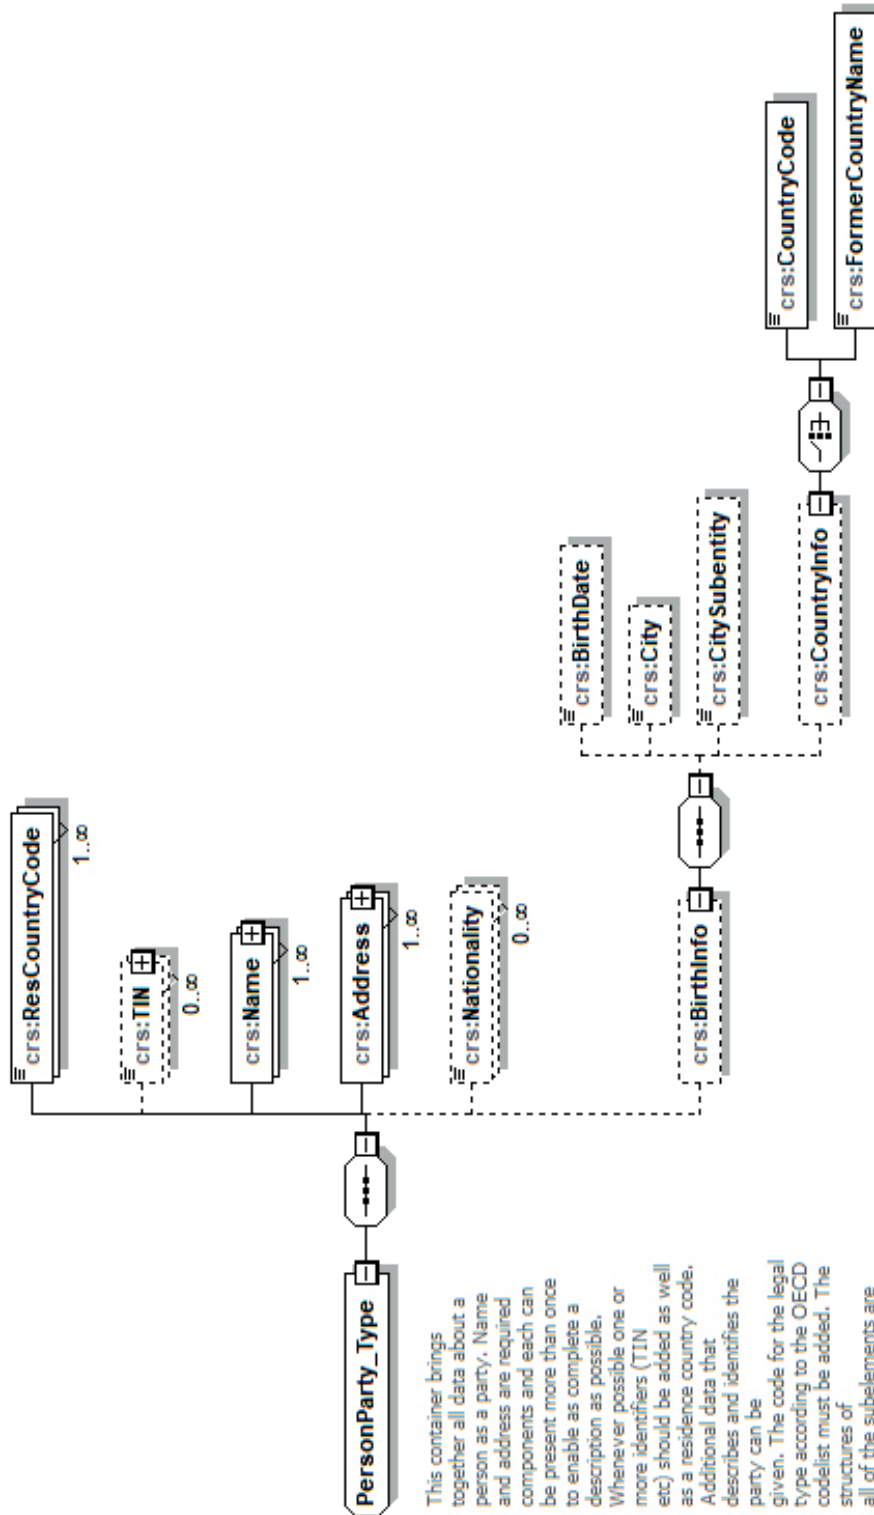 PersonParty_Type
This container brings
together all data about a
person as a party. Name
and address are required
components and each can
be present more than once
to enable as complete a
description as possible.
Whenever possible one or
more identifiers (TIN
etc) should be added as well
as a residence country code.
Additional data that
describes and identifies the
party can be
given. The code for the legal
type according to the OECD
codelist must be added. The
structures of
all of the subelements are
crs:ResCountryCode
1..∞
crs:TIN
0..∞
crs:Name
1..∞
crs:Address
1..∞
crs:Nationality
0..∞
crs:BirthInfo
crs:BirthDate
crs:City
crs:CitySubentity
crs:CountryInfo
crs:CountryCode
crs:FormerCountryName